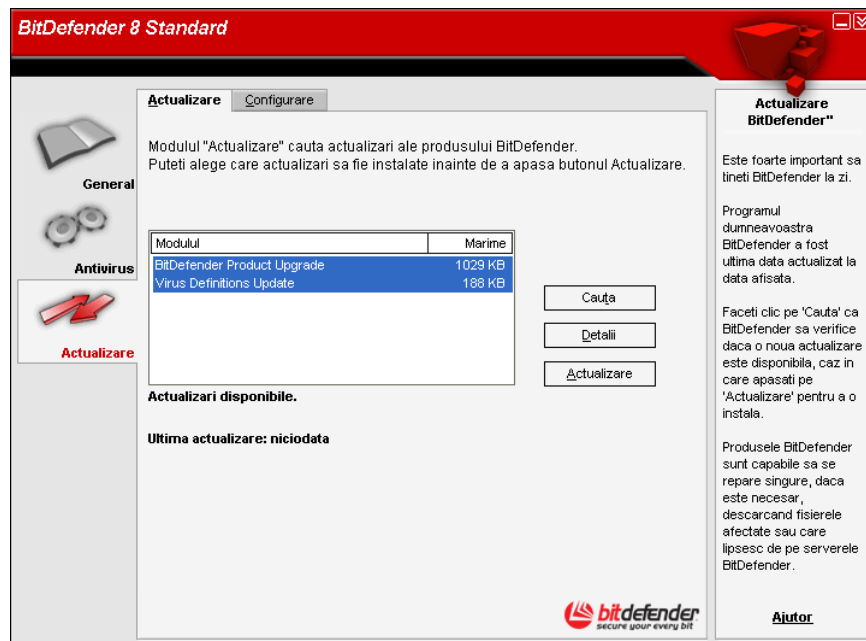 BitDefender 8 Standard
Actualizare
Configurare
Modulul "Actualizare" cauta actualizari ale produsului BitDefender.
Puteti alege care actualizari sa fie instalate inainte de a apasa butonul Actualizare.
General
Antivirus
Actualizare
Modulul Marime
BitDefender Product Upgrade 1029 KB
Virus Definitions Update 188 KB
Cauta
Detalii
Actualizare
Actualizari disponibile.
Ultima actualizare: niciodata
bitdefender
secure your every bit
Actualizare
BitDefender"
Este foarte important sa
tineti BitDefender la zi.
Programul
dumneavoastra
BitDefender a fost
ultima data actualizat la
data afisata.
Faceti clic pe 'Cauta' ca
BitDefender sa verifice
daca o noua actualizare
este disponibila, caz in
care apasati pe
'Actualizare' pentru a o
instala.
Produsele BitDefender
sunt capabile sa se
repare singure, daca
este necesar,
descarcand fisierele
afectate sau care
lipsesc de pe serverele
BitDefender.
Ajutor